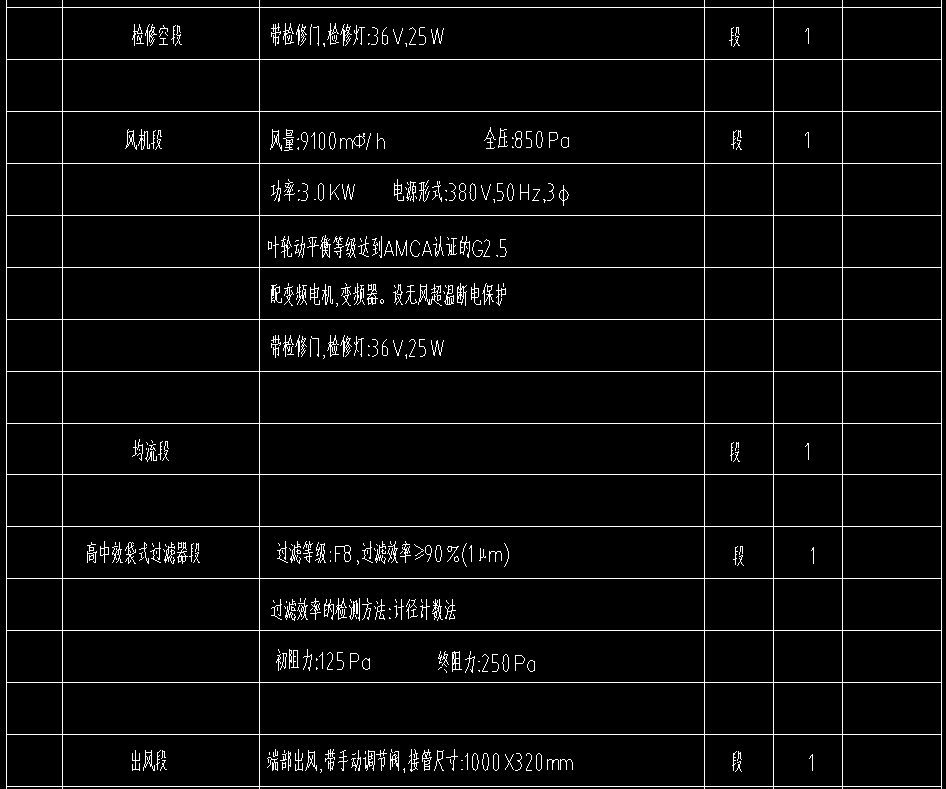 检修空段 带检修门,检修灯:36V,25W 段 1
风机段 风量:9100mФ/h 全压:850Pa 段 1
功率:3.0KW 电源形式:380V,50Hz,3φ
叶轮动平衡等级达到AMCA认证的G2.5
配变频电机,变频器。设无风超温断电保护
带检修门,检修灯:36V,25W
均流段 段 1
高中效袋式过滤器段 过滤等级:F8,过滤效率≥90%(1μm) 段 1
过滤效率的检测方法:计径计数法
初阻力:125Pa 终阻力:250Pa
出风段 端部出风,带手动调节阀,接管尺寸:1000X320mm 段 1